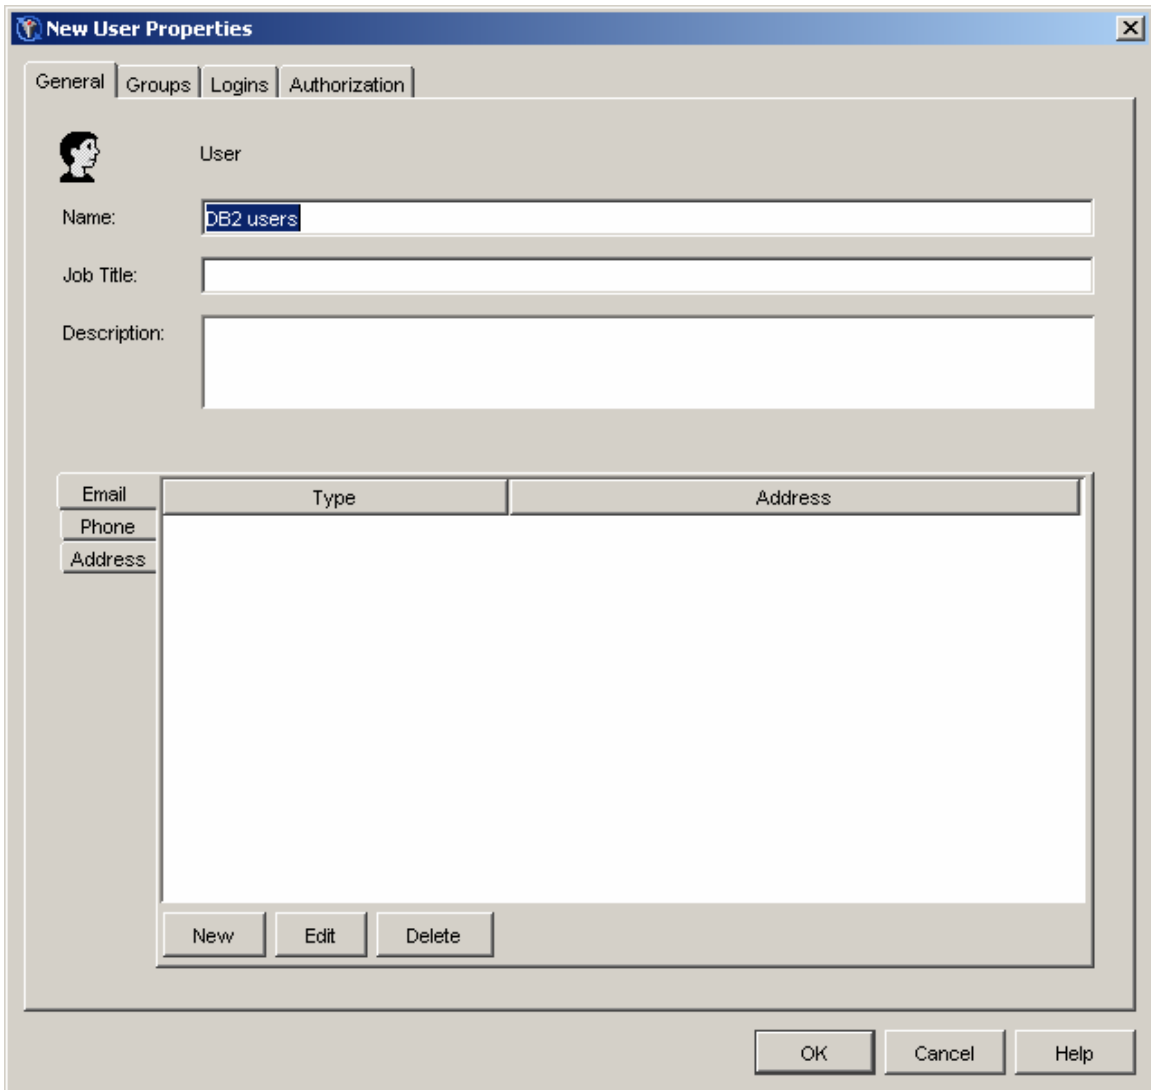 New User Properties
General Groups Logins Authorization
User
Name: DB2 users
Job Title:
Description:
Email Type Address
Phone
Address
New Edit Delete
OK Cancel Help